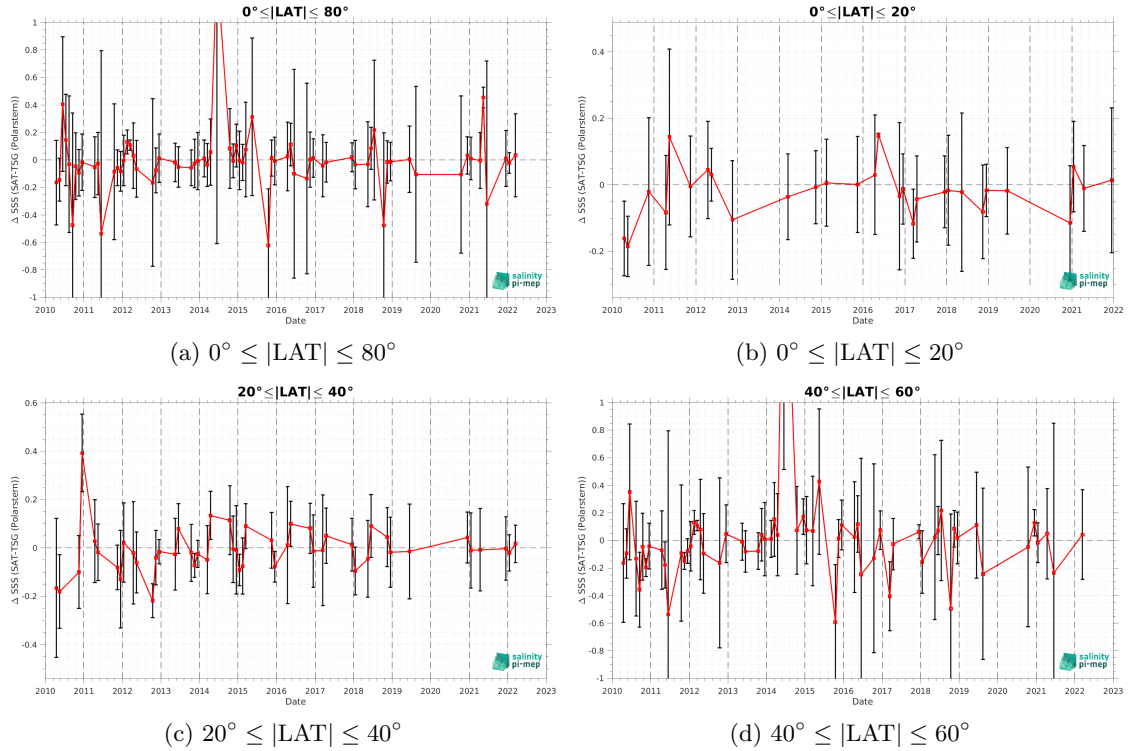 0°≤|LAT|≤ 80°
Δ SSS (SAT-TSG (Polarstern))
1
0.8
0.6
0.4
0.2
0
-0.2
-0.4
-0.6
-0.8
-1
2010 2011 2012 2013 2014 2015 2016 2017 2018 2019 2020 2021 2022 2023
Date
salinity
pi-mep
(a) 0° ≤ |LAT| ≤ 80°
0°≤|LAT|≤ 20°
Δ SSS (SAT-TSG (Polarstern))
0.4
0.2
0
-0.2
2010 2011 2012 2013 2014 2015 2016 2017 2018 2019 2020 2021 2022
Date
salinity
pi-mep
(b) 0° ≤ |LAT| ≤ 20°
20°≤|LAT|≤ 40°
Δ SSS (SAT-TSG (Polarstern))
0.6
0.4
0.2
0
-0.2
-0.4
2010 2011 2012 2013 2014 2015 2016 2017 2018 2019 2020 2021 2022 2023
Date
salinity
pi-mep
(c) 20° ≤ |LAT| ≤ 40°
40°≤|LAT|≤ 60°
Δ SSS (SAT-TSG (Polarstern))
1
0.8
0.6
0.4
0.2
0
-0.2
-0.4
-0.6
-0.8
-1
2010 2011 2012 2013 2014 2015 2016 2017 2018 2019 2020 2021 2022 2023
Date
salinity
pi-mep
(d) 40° ≤ |LAT| ≤ 60°